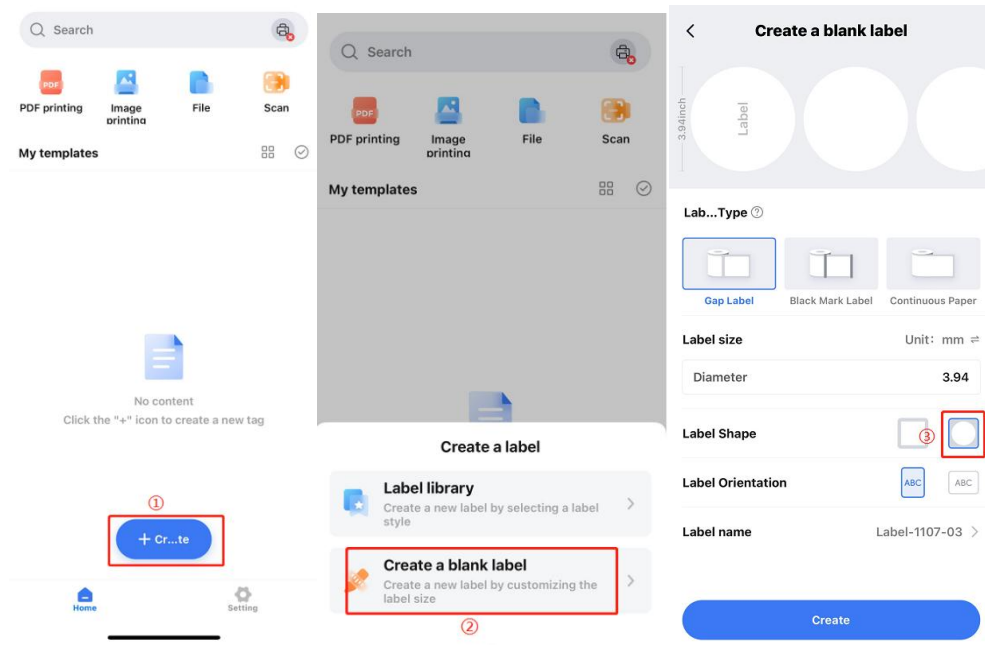 Search
PDF
PDF printing
Image
printing
File
Scan
My templates
No content
Click the "+" icon to create a new tag
①
+ Cr...te
Home
Setting
Search
PDF
PDF printing
Image
printing
File
Scan
My templates
Create a label
Label library
Create a new label by selecting a label
style
Create a blank label
Create a new label by customizing the
label size
②
Create a blank label
3.94inch
Label
Lab...Type ?
Gap Label
Black Mark Label
Continuous Paper
Label size
Unit: mm
Diameter
3.94
Label Shape
③
Label Orientation
ABC
ABC
Label name
Label-1107-03
Create